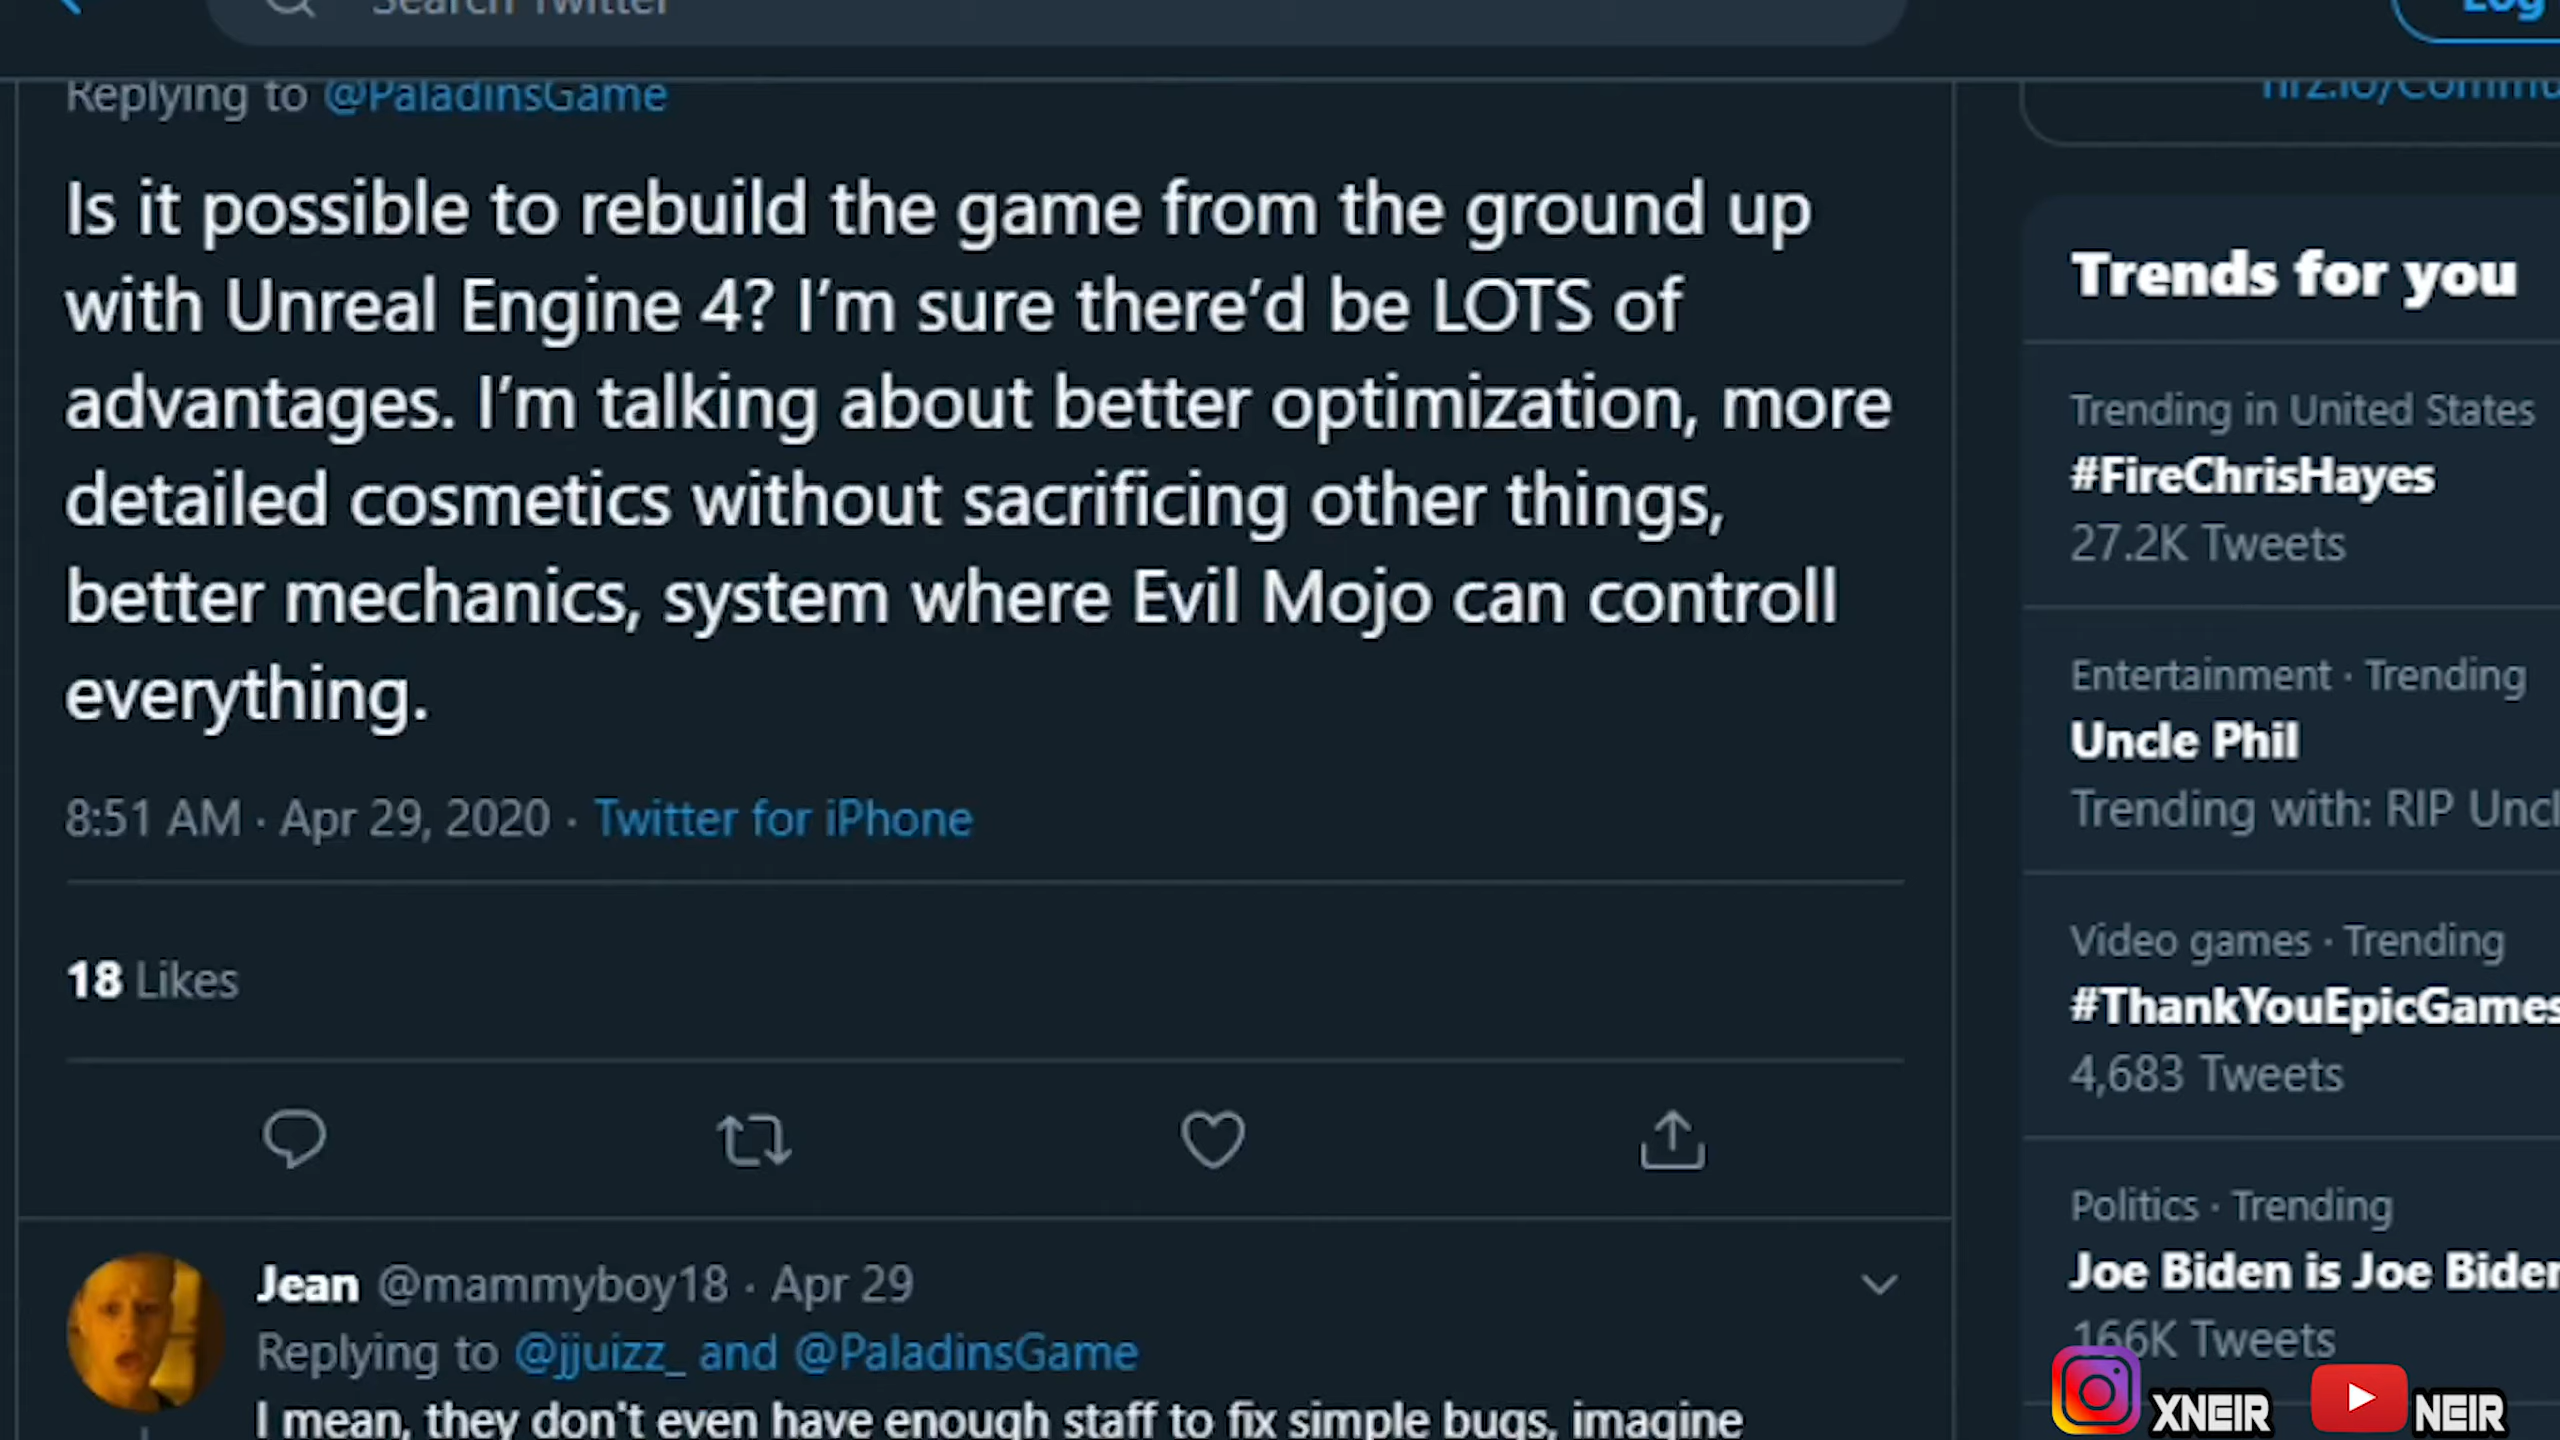 Search Twitter
Log
Replying to @PaladinsGame
Is it possible to rebuild the game from the ground up
with Unreal Engine 4? I'm sure there'd be LOTS of
advantages. I'm talking about better optimization, more
detailed cosmetics without sacrificing other things,
better mechanics, system where Evil Mojo can controll
everything.
8:51 AM · Apr 29, 2020 · Twitter for iPhone
18 Likes
Jean @mammyboy18 · Apr 29
Replying to @jjuizz_ and @PaladinsGame
I mean, they don't even have enough staff to fix simple bugs, imagine
Trends for you
Trending in United States
#FireChrisHayes
27.2K Tweets
Entertainment · Trending
Uncle Phil
Trending with: RIP Uncl
Video games · Trending
#ThankYouEpicGames
4,683 Tweets
Politics · Trending
Joe Biden is Joe Biden
166K Tweets
XNEIR
NEIR